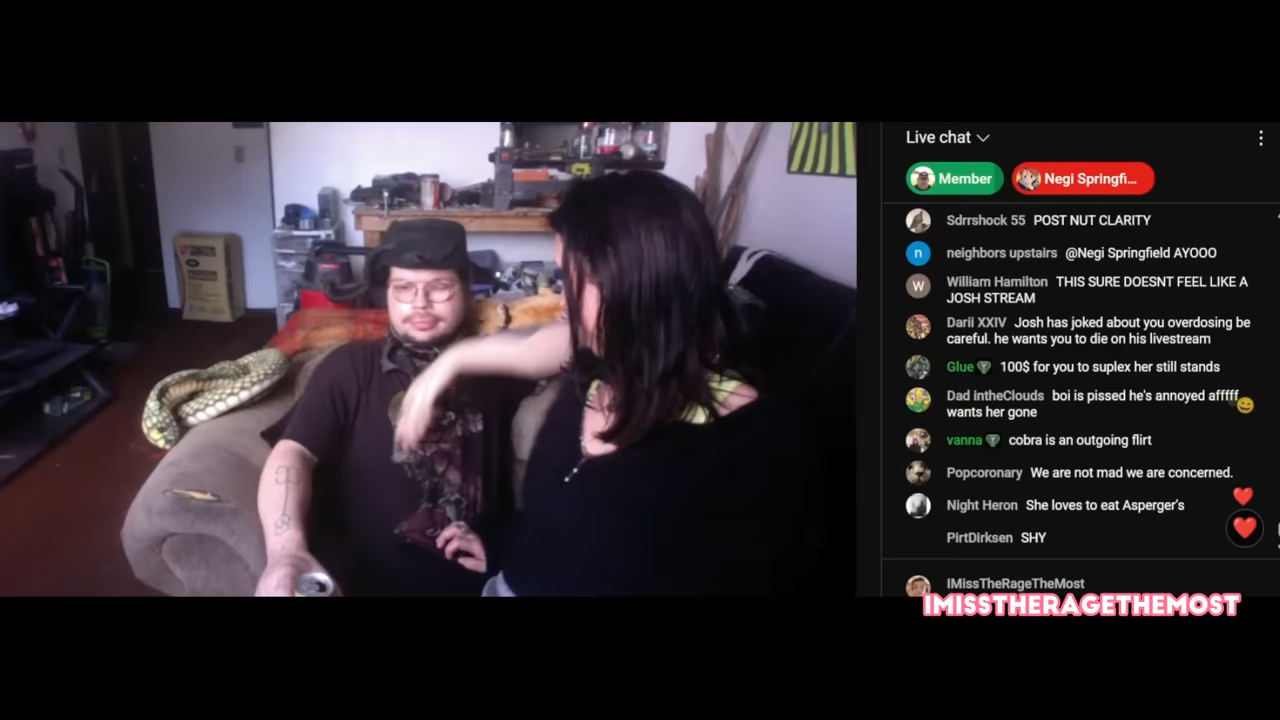 Live chat
Member
Negi Springfi...
Sdrrshock 55 POST NUT CLARITY
neighbors upstairs @Negi Springfield AYOOO
William Hamilton THIS SURE DOESNT FEEL LIKE A
JOSH STREAM
Darii XXIV Josh has joked about you overdosing be
careful. he wants you to die on his livestream
Glue 100$ for you to suplex her still stands
Dad intheClouds boi is pissed he's annoyed afffff
wants her gone
vanna cobra is an outgoing flirt
Popcoronary We are not mad we are concerned.
Night Heron She loves to eat Asperger's
PirtDirksen SHY
IMissTheRageTheMost
IMISSTHERAGETHEMOST